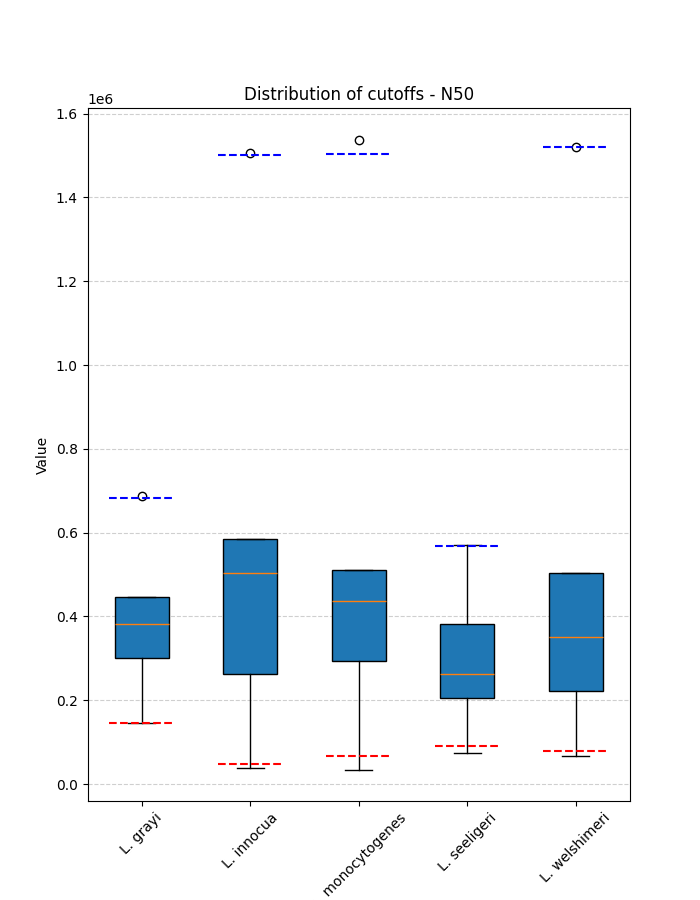 Distribution of cutoffs - N50
1e6
1.6
1.4
1.2
1.0
0.8
0.6
0.4
0.2
0.0
Value
L. grayi
L. innocua
monocytogenes
L. seeligeri
L. welshimeri